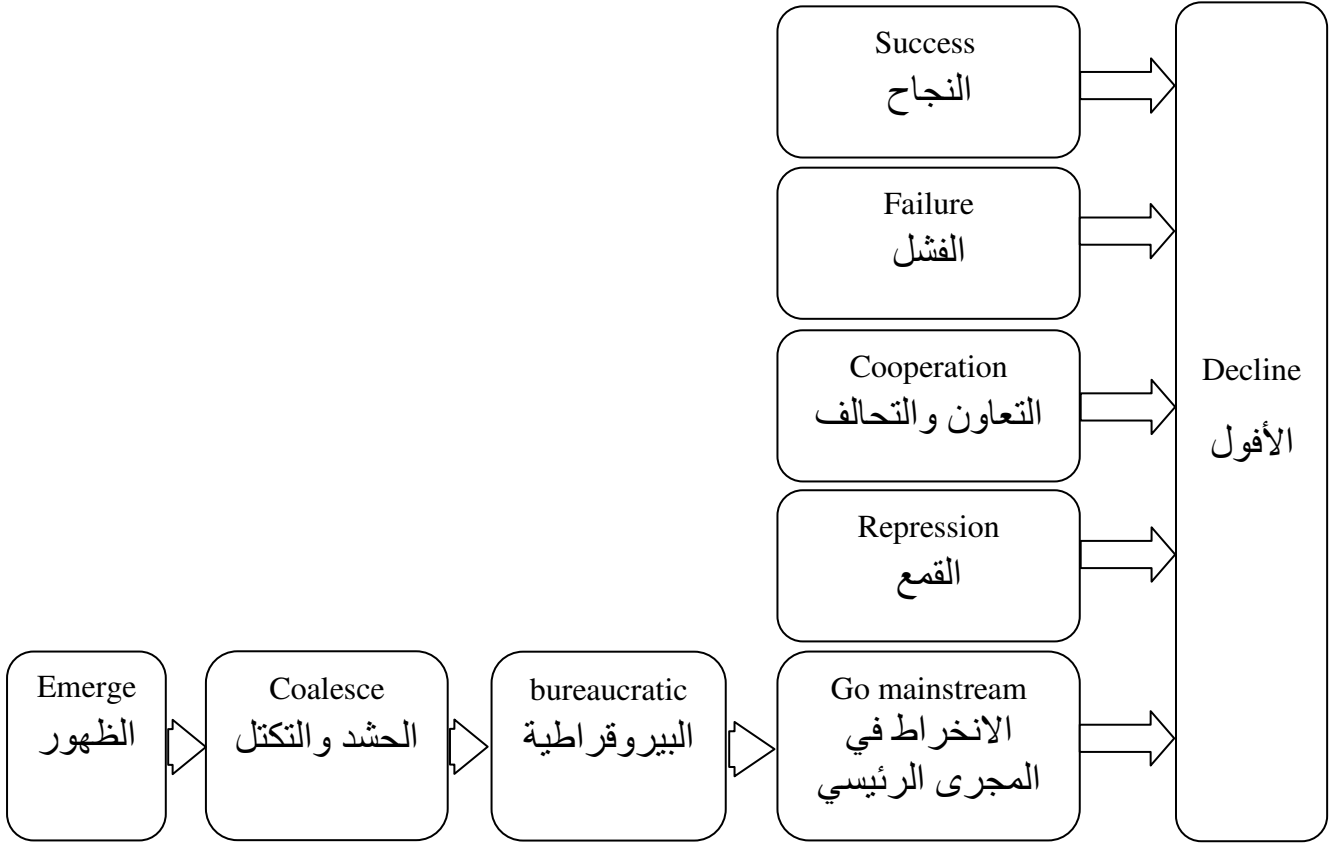 Success
النجاح
Failure
الفشل
Cooperation
التعاون والتحالف
Decline
الأفول
Repression
القمع
Emerge
الظهور
Coalesce
الحشد والتكتل
bureaucratic
البيروقراطية
Go mainstream
الانخراط في
المجرى الرئيسي